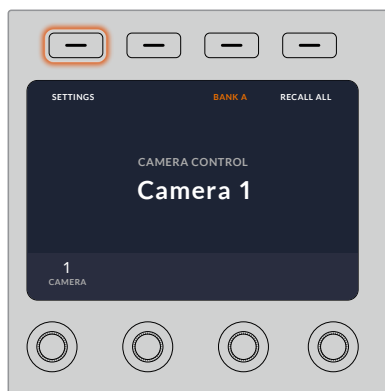 SETTINGS BANK A RECALL ALL
CAMERA CONTROL
Camera 1
1
CAMERA